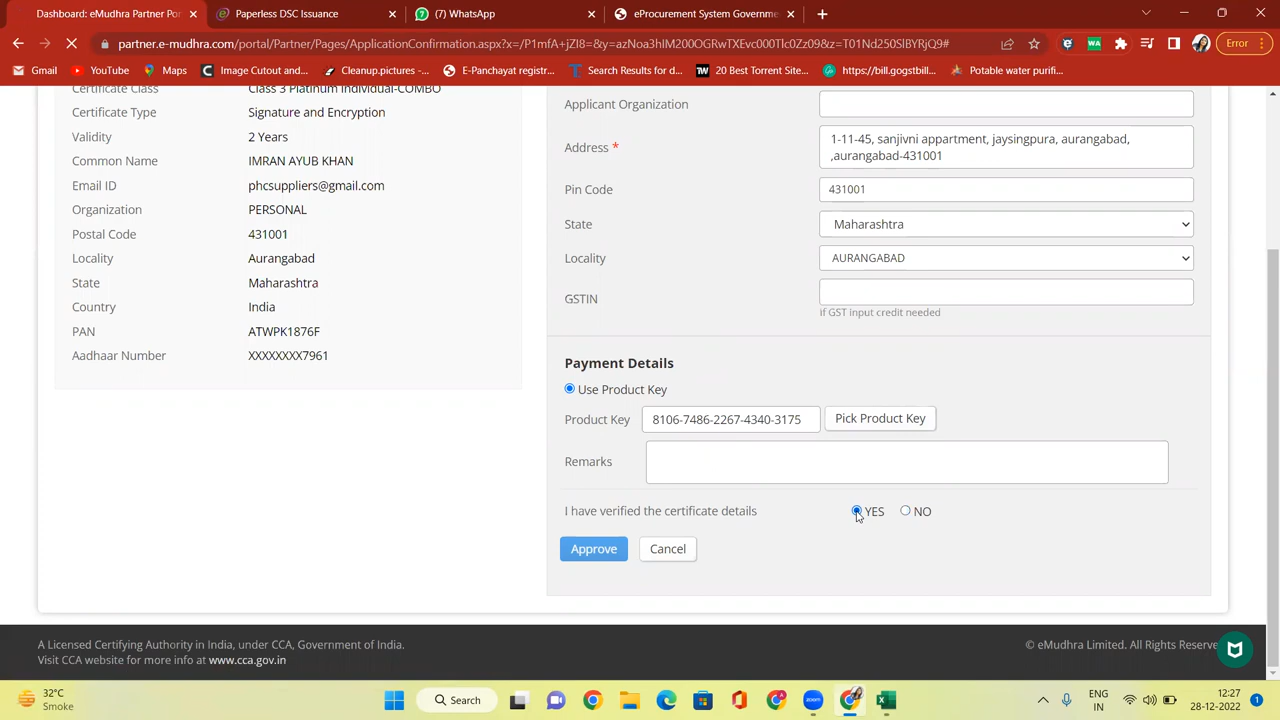 Dashboard: eMudhra Partner Po
Paperless DSC Issuance
(7) WhatsApp
eProcurement System Governme
partner.e-mudhra.com/portal/Partner/Pages/ApplicationConfirmation.aspx?x=/P1mfA+jZI8=&y=azNoa3hIM200OGRwTXEvc000Tlc0Zz09&z=T01Nd250SlBYRjQ9#
Error
Gmail
YouTube
Maps
Image Cutout and...
Cleanup.pictures -...
E-Panchayat registr...
Search Results for d...
20 Best Torrent Site...
https://bill.gogstbill...
Potable water purifi...
Certificate Class Class 3 Platinum Individual-COMBO
Certificate Type Signature and Encryption
Validity 2 Years
Common Name IMRAN AYUB KHAN
Email ID phcsuppliers@gmail.com
Organization PERSONAL
Postal Code 431001
Locality Aurangabad
State Maharashtra
Country India
PAN ATWPK1876F
Aadhaar Number XXXXXXXX7961
Applicant Organization
Address * 1-11-45, sanjivni appartment, jaysingpura, aurangabad,
,aurangabad-431001
Pin Code 431001
State Maharashtra
Locality AURANGABAD
GSTIN
if GST input credit needed
Payment Details
Use Product Key
Product Key 8106-7486-2267-4340-3175 Pick Product Key
Remarks
I have verified the certificate details YES NO
Approve Cancel
A Licensed Certifying Authority in India, under CCA, Government of India.
Visit CCA website for more info at www.cca.gov.in
© eMudhra Limited. All Rights Reserve
32°C
Smoke
Search
ENG
IN
12:27
28-12-2022
1